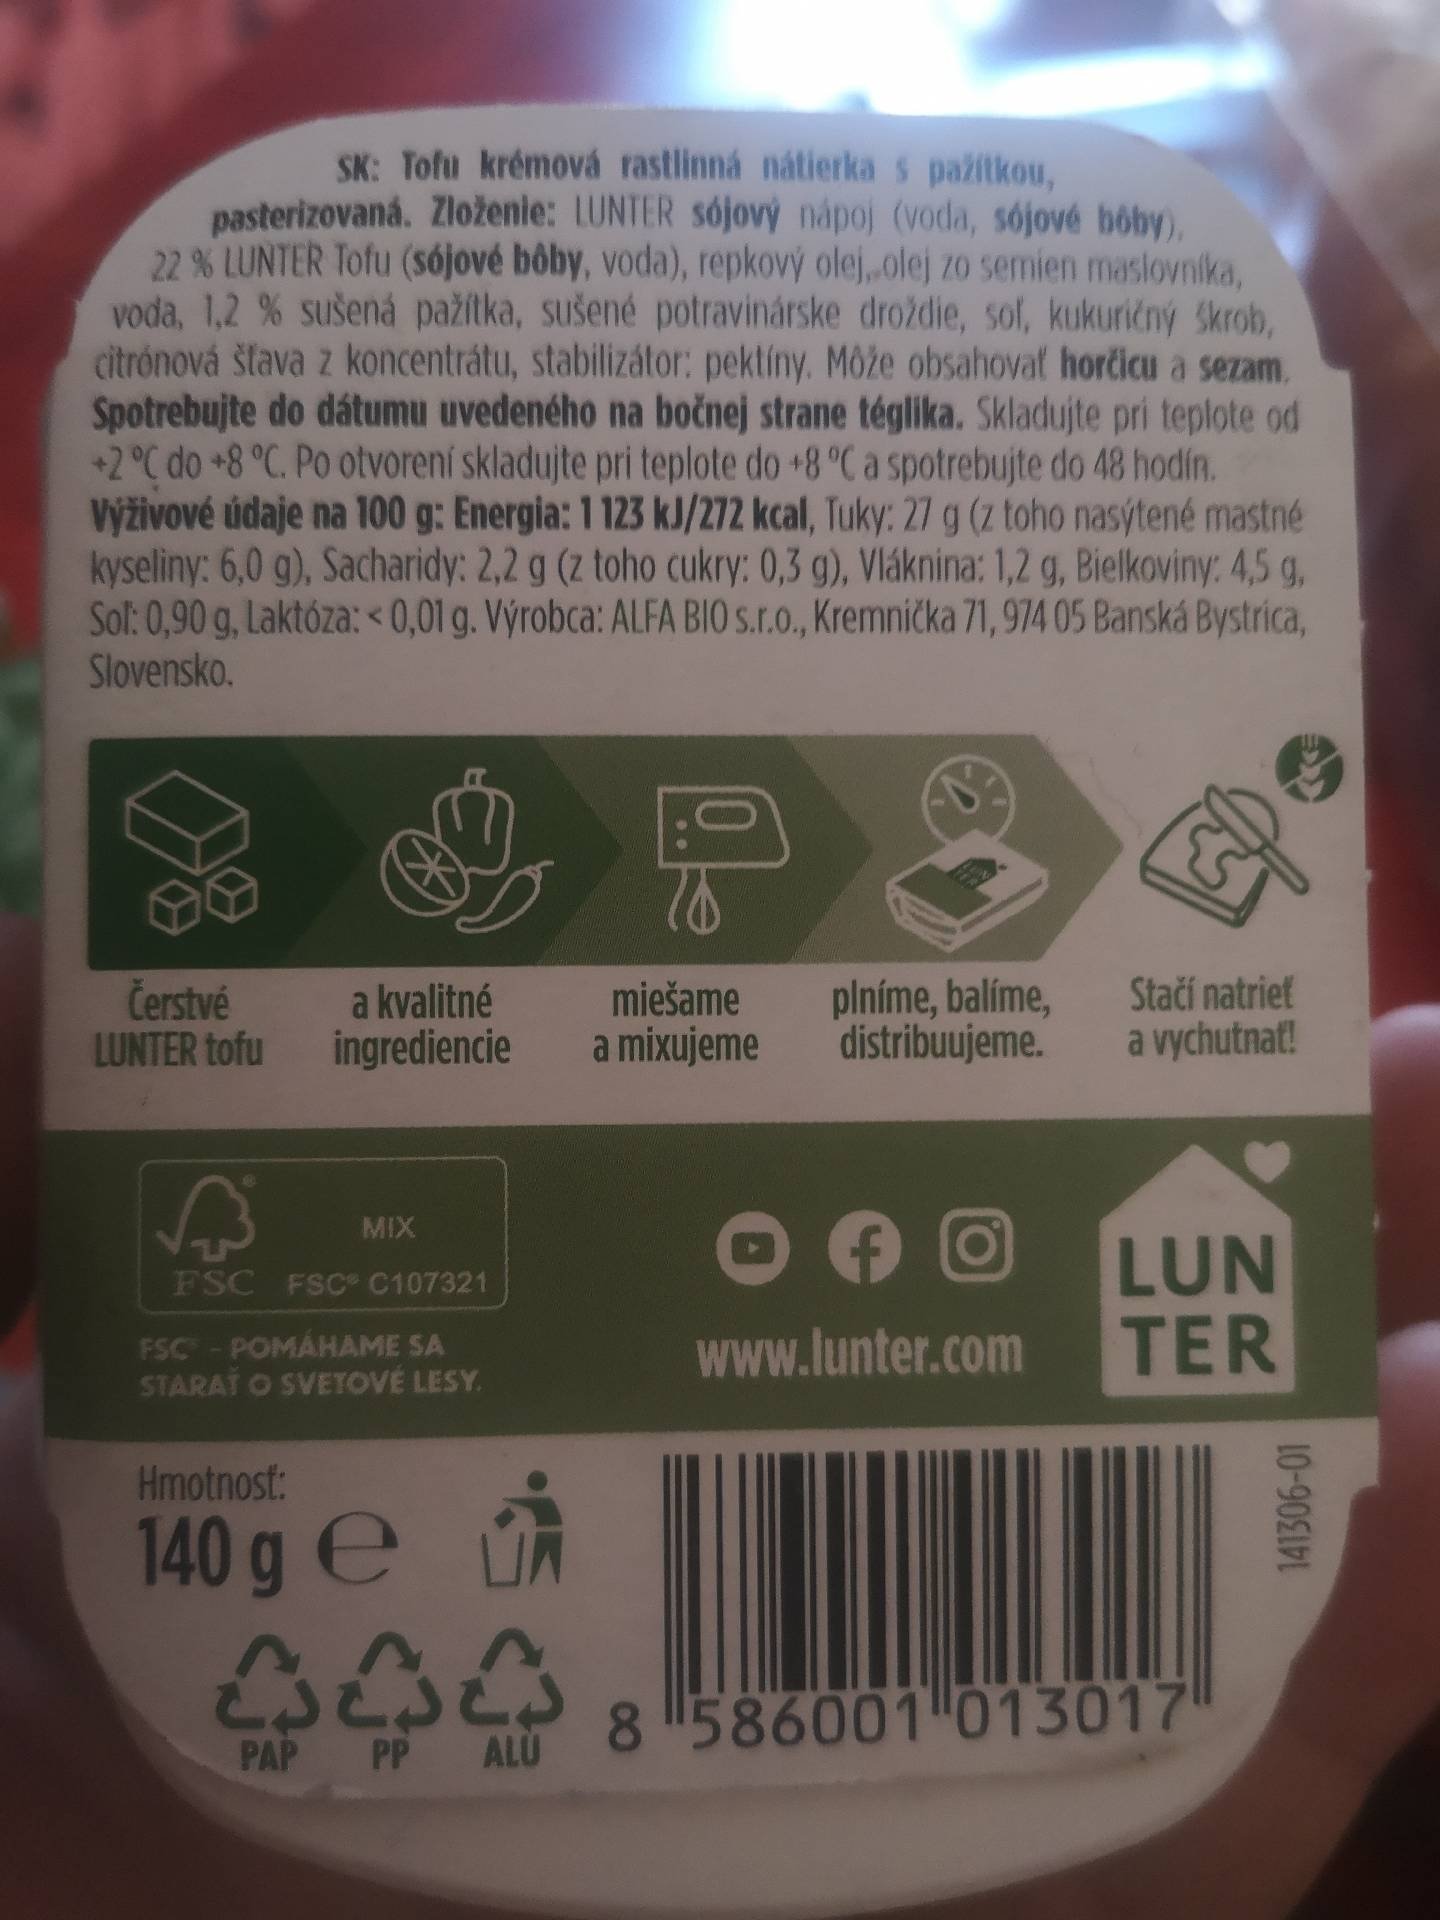 SK: Tofu krémová rastlinná nátierka s pažítkou,
pasterizovaná. Zloženie: LUNTER sójový nápoj (voda, sójové bôby),
22 % LUNTER Tofu (sójové bôby, voda), repkový olej, olej zo semien maslovníka,
voda, 1,2 % sušená pažítka, sušené potravinárske droždie, soľ, kukuričný škrob,
citrónová šťava z koncentrátu, stabilizátor: pektíny. Môže obsahovať horčicu a sezam.
Spotrebujte do dátumu uvedeného na bočnej strane téglika. Skladujte pri teplote od
+2 °C do +8 °C. Po otvorení skladujte pri teplote do +8 °C a spotrebujte do 48 hodín.
Výživové údaje na 100 g: Energia: 1 123 kJ/272 kcal, Tuky: 27 g (z toho nasýtené mastné
kyseliny: 6,0 g), Sacharidy: 2,2 g (z toho cukry: 0,3 g), Vláknina: 1,2 g, Bielkoviny: 4,5 g,
Soľ: 0,90 g, Laktóza: < 0,01 g. Výrobca: ALFA BIO s.r.o., Kremnička 71, 974 05 Banská Bystrica,
Slovensko.
LUN
TER
Čerstvé
LUNTER tofu
a kvalitné
ingrediencie
miešame
a mixujeme
plníme, balíme,
distribuujeme.
Stačí natrieť
a vychutnať!
MIX
FSC® C107321
FSC
®
FSC® - POMÁHAME SA
STARAŤ O SVETOVÉ LESY.
www.lunter.com
LUN
TER
Hmotnosť:
140 g e
PAP
PP
ALU
8 586001 013017
141306-01